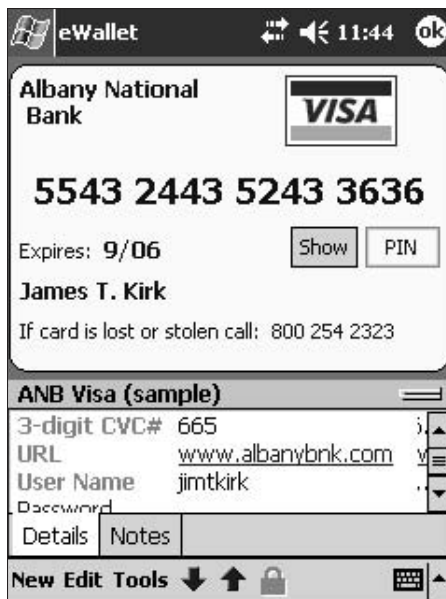 eWallet 11:44 ok
Albany National
Bank
VISA
5543 2443 5243 3636
Expires: 9/06 Show PIN
James T. Kirk
If card is lost or stolen call: 800 254 2323
ANB Visa (sample)
3-digit CVC# 665
URL www.albanybnk.com
User Name jimtkirk
Password
Details Notes
New Edit Tools